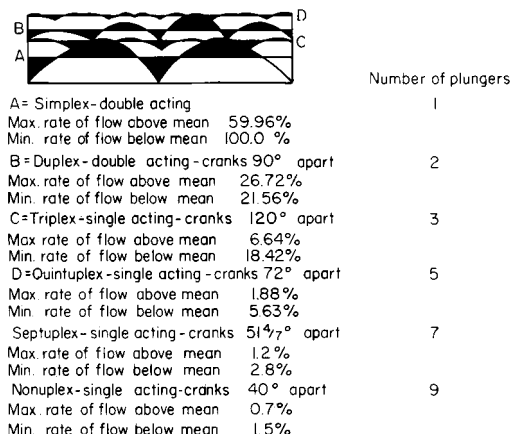 D
B
C
A
Number of plungers
A = Simplex-double acting 1
Max. rate of flow above mean 59.96%
Min. rate of flow below mean 100.0 %
B = Duplex-double acting-cranks 90° apart 2
Max. rate of flow above mean 26.72%
Min. rate of flow below mean 21.56%
C=Triplex-single acting-cranks 120° apart 3
Max rate of flow above mean 6.64%
Min. rate of flow below mean 18.42%
D=Quintuplex-single acting-cranks 72° apart 5
Max. rate of flow above mean 1.88%
Min. rate of flow below mean 5.63%
Septuplex-single acting-cranks 51 4/7° apart 7
Max. rate of flow above mean 1.2%
Min. rate of flow below mean 2.8%
Nonuplex-single acting-cranks 40° apart 9
Max. rate of flow above mean 0.7%
Min. rate of flow below mean 1.5%